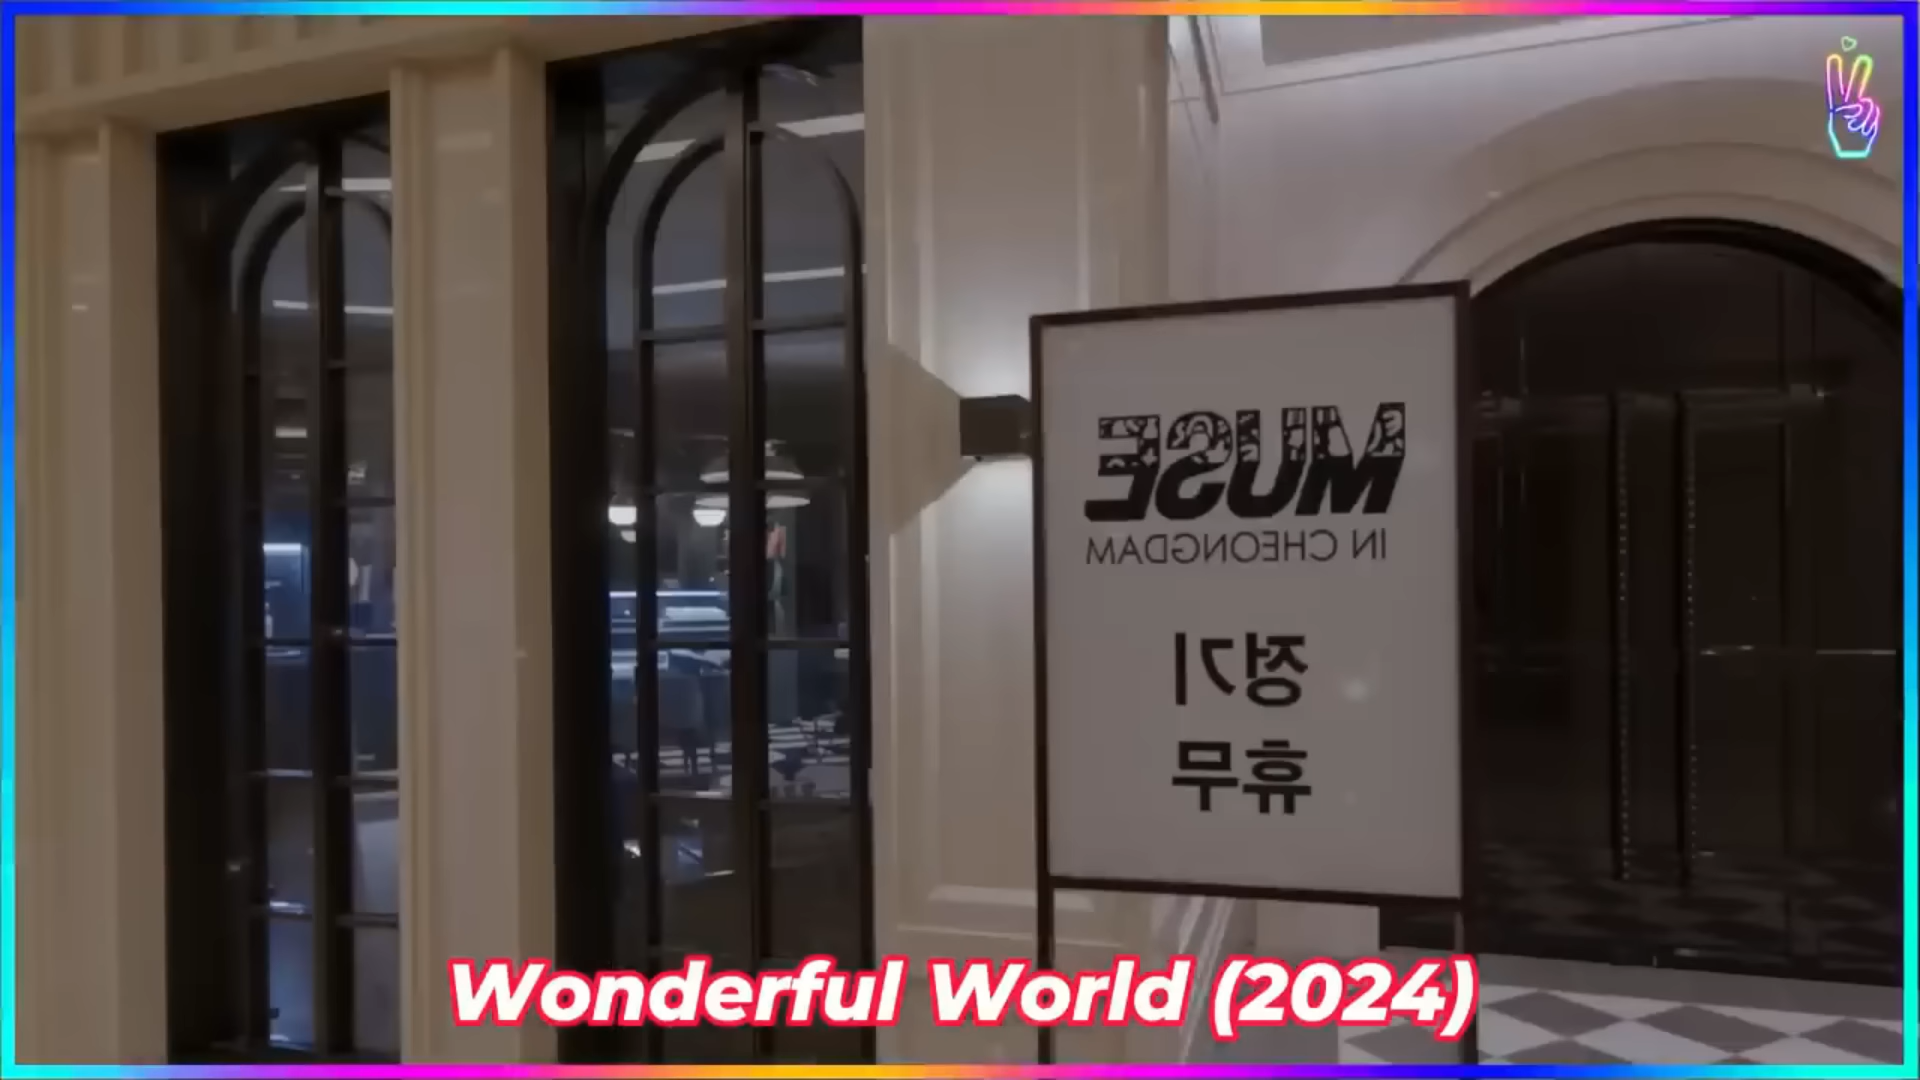 MUSE
IN CHEONGDAM
정기
휴무
Wonderful World (2024)